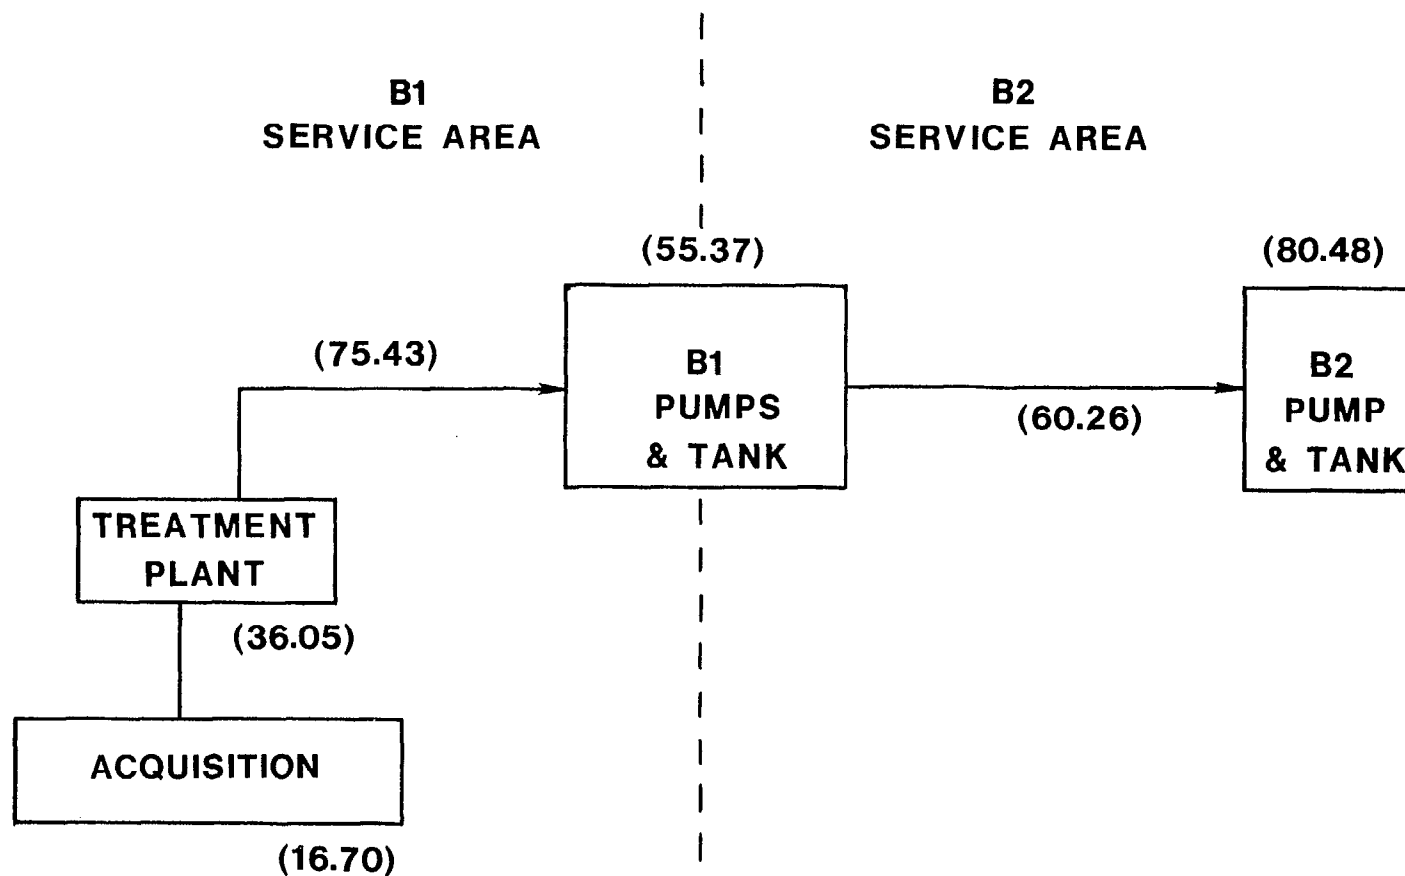 B1
SERVICE AREA
B2
SERVICE AREA
(55.37)
(80.48)
(75.43)
B1
PUMPS
& TANK
(60.26)
B2
PUMP
& TANK
TREATMENT
PLANT
(36.05)
ACQUISITION
(16.70)